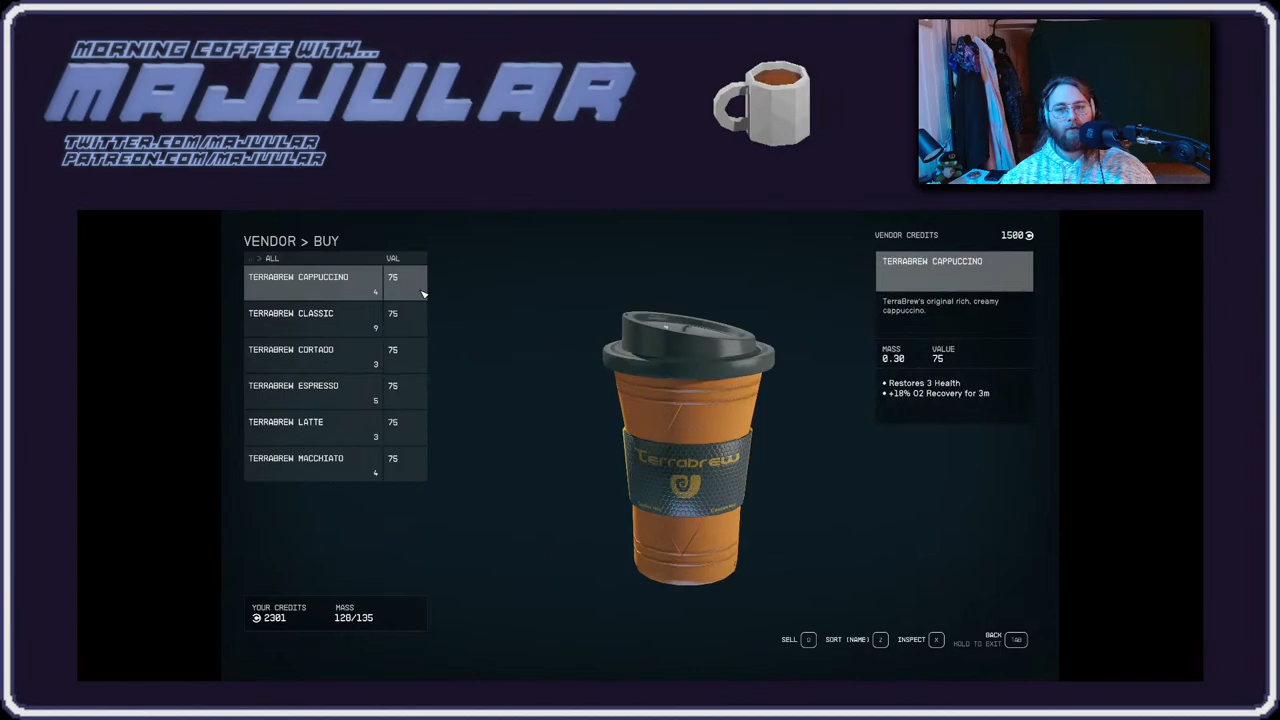 MORNING COFFEE WITH...
MAJUULAR
TWITTER.COM/MAJUULAR
PATREON.COM/MAJUULAR
VENDOR > BUY
... > ALL VAL
TERRABREW CAPPUCCINO 75
4
TERRABREW CLASSIC 75
9
TERRABREW CORTADO 75
3
TERRABREW ESPRESSO 75
5
TERRABREW LATTE 75
3
TERRABREW MACCHIATO 75
4
YOUR CREDITS MASS
2301 128/135
Terrabrew
VENDOR CREDITS 1500
TERRABREW CAPPUCCINO
TerraBrew's original rich, creamy
cappuccino.
MASS VALUE
0.30 75
• Restores 3 Health
• +18% O2 Recovery for 3m
SELL Q SORT (NAME) Z INSPECT X BACK TAB
HOLD TO EXIT